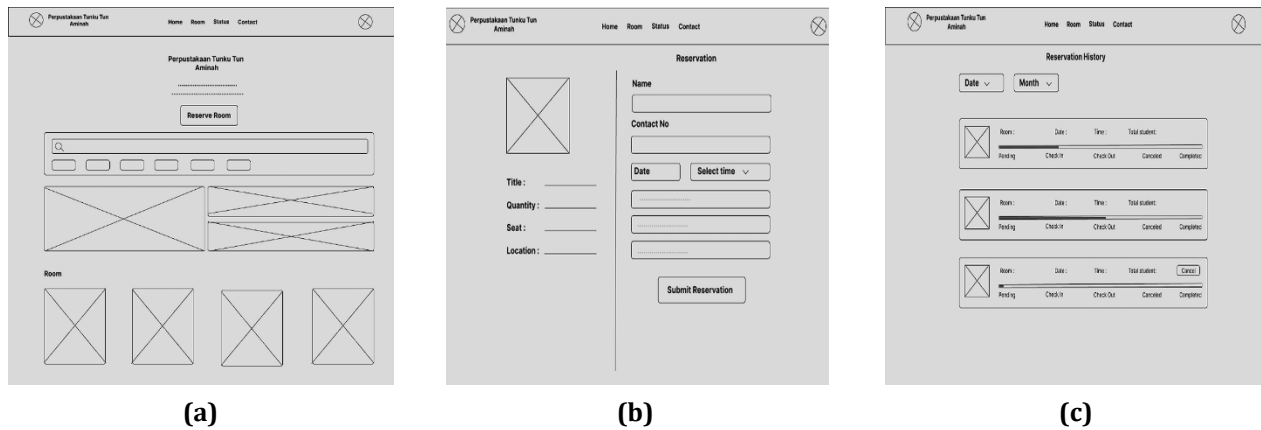 Perpustakaan Tunku Tun
Aminah
Home Room Status Contact
Perpustakaan Tunku Tun
Aminah
Reserve Room
Room
(a)
Perpustakaan Tunku Tun
Aminah
Home Room Status Contact
Reservation
Name
Contact No
Date Select time
Title :
Quantity :
Seat :
Location :
Submit Reservation
(b)
Perpustakaan Tunku Tun
Aminah
Home Room Status Contact
Reservation History
Date Month
Room : Date : Time : Total student:
Pending Check In Check Out Canceled Completed
Room : Date : Time : Total student:
Pending Check In Check Out Canceled Completed
Room : Date : Time : Total student: Cancel
Pending Check In Check Out Canceled Completed
(c)